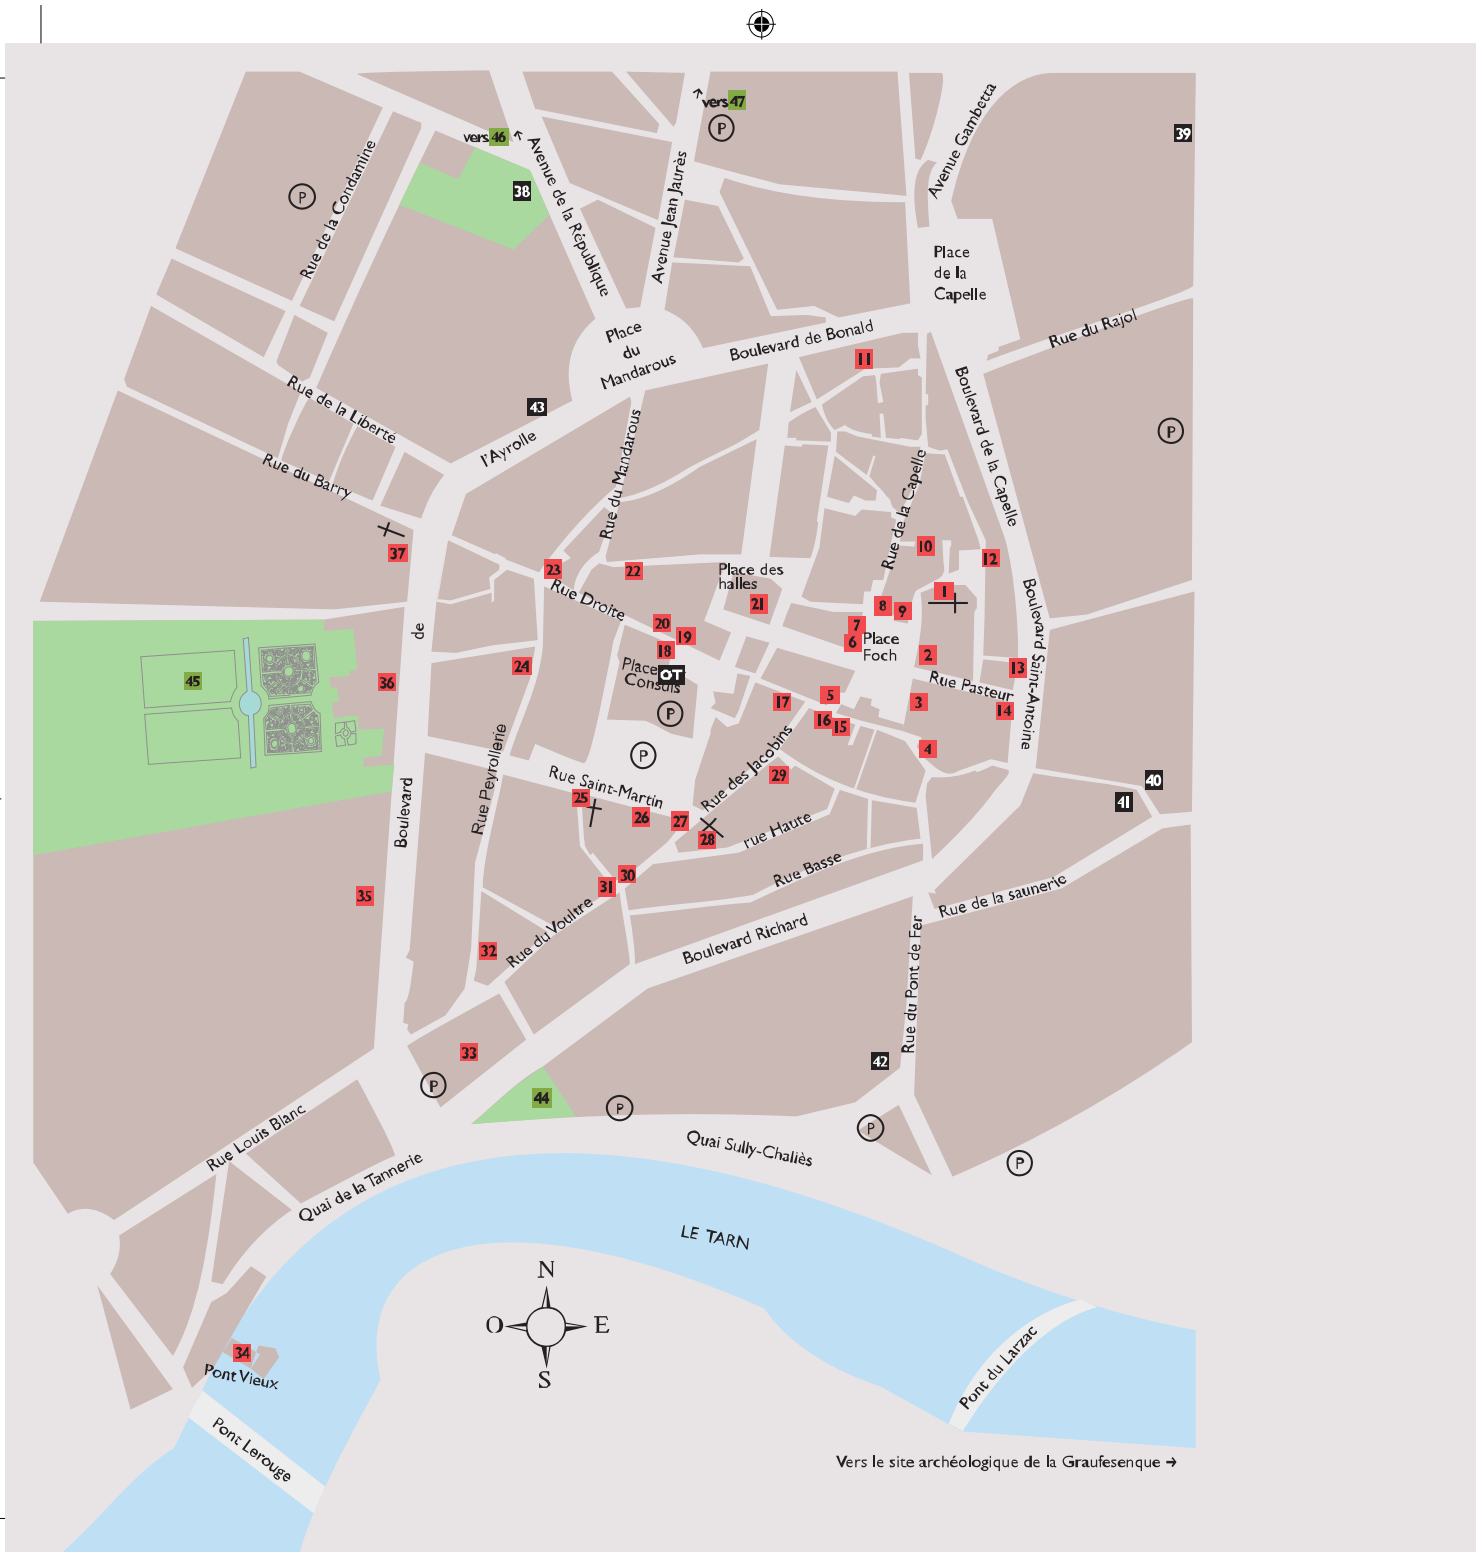 vers 47
P
39
vers 46
Avenue Gambetta
38
P
Rue de la Condamine
Avenue de la République
Avenue Jean Jaurès
Place
de la
Capelle
Place
du
Mandarous
Boulevard de Bonald
Rue du Rajol
11
Rue de la Liberté
43
Boulevard de la Capelle
P
l'Ayrolle
Rue du Barry
Rue du Mandarous
Rue de la Capelle
37
10
12
23
22
Place des
halles
Rue Droite
21
1
8
9
Boulevard Saint-Antoine
20
19
7
6
Place
Foch
de
18
2
24
Place
Consuls
OT
13
45
36
Rue Pasteur
17
5
3
14
P
16
15
4
P
Rue Peyrollerie
Rue Saint-Martin
Rue des Jacobins
29
40
41
25
26
27
28
Boulevard
rue Haute
30
31
Rue Basse
35
Rue de la saunerie
Rue du Voultre
32
Boulevard Richard
Rue du Pont de Fer
33
42
P
44
P
P
Rue Louis Blanc
Quai Sully-Chaliès
P
Quai de la Tannerie
LE TARN
N
O
E
S
34
Pont Vieux
Pont du Larzac
Pont Lerouge
Vers le site archéologique de la Graufesenque →